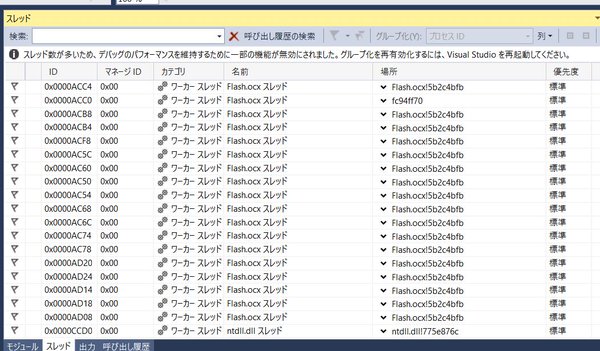 スレッド
検索: 呼び出し履歴の検索 グループ化(Y): プロセス ID 列
スレッド数が多いため、デバッグのパフォーマンスを維持するために一部の機能が無効にされました。グループ化を再有効化するには、Visual Studio を再起動してください。
ID マネージ ID カテゴリ 名前 場所 優先度
0x0000ACC4 0x00 ワーカー スレッド Flash.ocx スレッド Flash.ocx!5b2c4bfb 標準
0x0000ACC0 0x00 ワーカー スレッド Flash.ocx スレッド fc94ff70 標準
0x0000ACB8 0x00 ワーカー スレッド Flash.ocx スレッド Flash.ocx!5b2c4bfb 標準
0x0000ACB4 0x00 ワーカー スレッド Flash.ocx スレッド Flash.ocx!5b2c4bfb 標準
0x0000ACF8 0x00 ワーカー スレッド Flash.ocx スレッド Flash.ocx!5b2c4bfb 標準
0x0000AC5C 0x00 ワーカー スレッド Flash.ocx スレッド Flash.ocx!5b2c4bfb 標準
0x0000AC60 0x00 ワーカー スレッド Flash.ocx スレッド Flash.ocx!5b2c4bfb 標準
0x0000AC50 0x00 ワーカー スレッド Flash.ocx スレッド Flash.ocx!5b2c4bfb 標準
0x0000AC54 0x00 ワーカー スレッド Flash.ocx スレッド Flash.ocx!5b2c4bfb 標準
0x0000AC68 0x00 ワーカー スレッド Flash.ocx スレッド Flash.ocx!5b2c4bfb 標準
0x0000AC6C 0x00 ワーカー スレッド Flash.ocx スレッド Flash.ocx!5b2c4bfb 標準
0x0000AC74 0x00 ワーカー スレッド Flash.ocx スレッド Flash.ocx!5b2c4bfb 標準
0x0000AC78 0x00 ワーカー スレッド Flash.ocx スレッド Flash.ocx!5b2c4bfb 標準
0x0000AD20 0x00 ワーカー スレッド Flash.ocx スレッド Flash.ocx!5b2c4bfb 標準
0x0000AD24 0x00 ワーカー スレッド Flash.ocx スレッド Flash.ocx!5b2c4bfb 標準
0x0000AD14 0x00 ワーカー スレッド Flash.ocx スレッド Flash.ocx!5b2c4bfb 標準
0x0000AD18 0x00 ワーカー スレッド Flash.ocx スレッド Flash.ocx!5b2c4bfb 標準
0x0000AD08 0x00 ワーカー スレッド Flash.ocx スレッド Flash.ocx!5b2c4bfb 標準
0x0000CCD0 0x00 ワーカー スレッド ntdll.dll スレッド ntdll.dll!775e876c 標準
モジュール スレッド 出力 呼び出し履歴